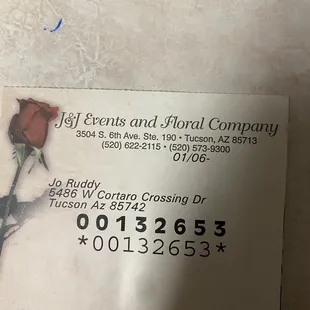 J&J Events and Floral Company
3504 S. 6th Ave. Ste. 190 • Tucson, AZ 85713
(520) 622-2115 • (520) 573-9300
01/06-
Jo Ruddy
5486 W Cortaro Crossing Dr
Tucson Az 85742
00132653
*00132653*